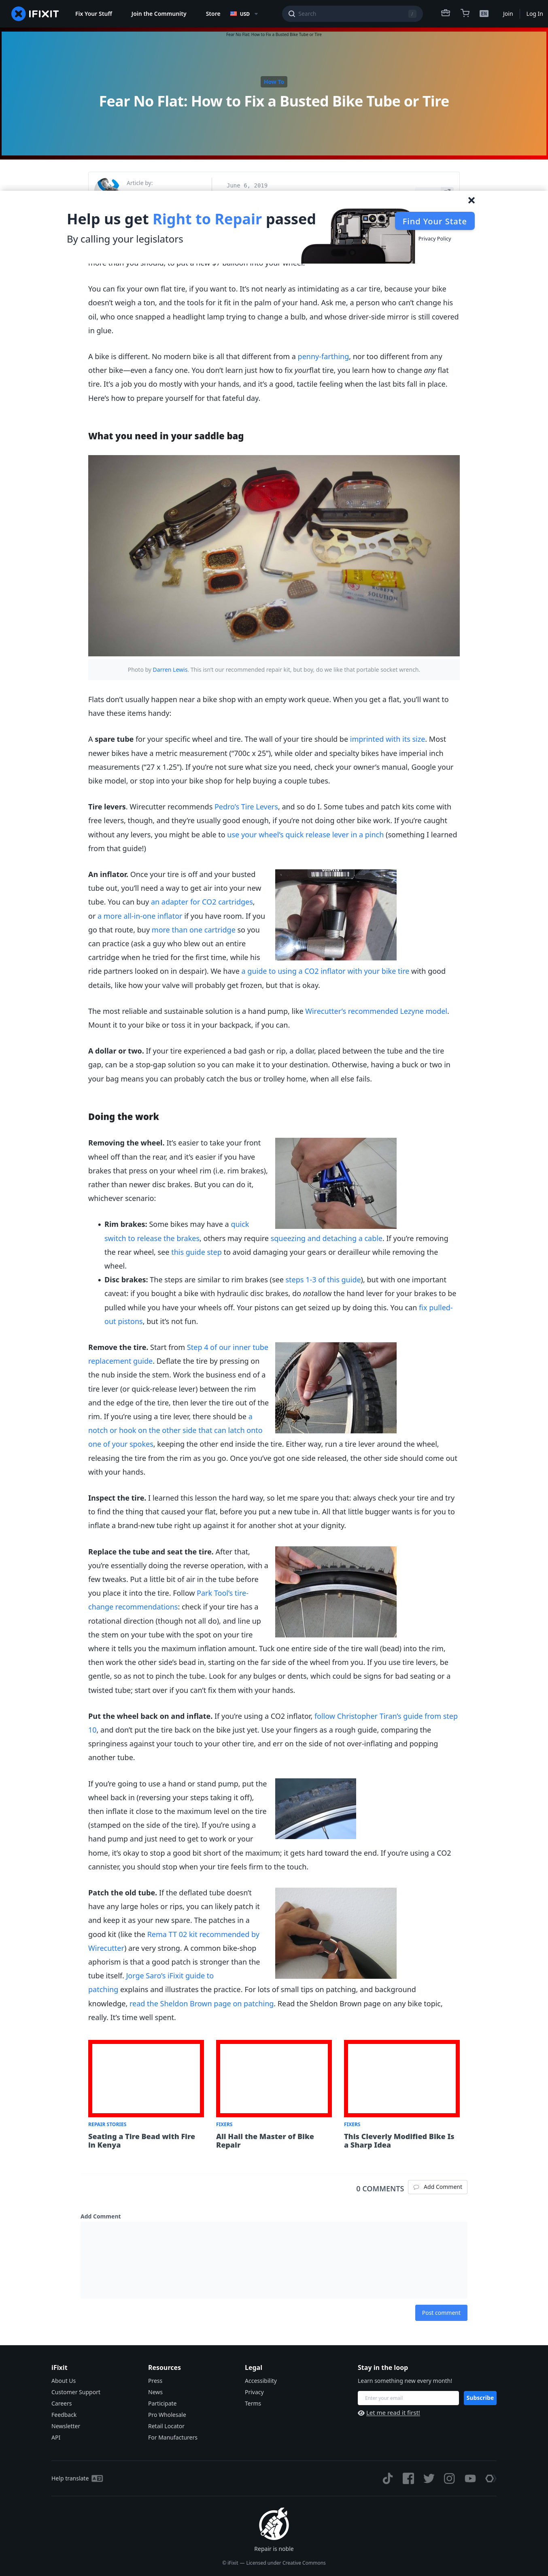 IFIXIT
Fix Your Stuff
Join the Community
Store
USD
Search
/
EN
Join
Log In
Fear No Flat: How to Fix a Busted Bike Tube or Tire
How To
Fear No Flat: How to Fix a Busted Bike Tube or Tire
Article by:
June 6, 2019
Help us get Right to Repair passed
By calling your legislators
Find Your State
Privacy Policy
more than you should, to put a new $7 balloon into your wheel.
You can fix your own flat tire, if you want to. It's not nearly as intimidating as a car tire, because your bike
doesn't weigh a ton, and the tools for it fit in the palm of your hand. Ask me, a person who can't change his
oil, who once snapped a headlight lamp trying to change a bulb, and whose driver-side mirror is still covered
in glue.
A bike is different. No modern bike is all that different from a penny-farthing, nor too different from any
other bike—even a fancy one. You don't learn just how to fix yourflat tire, you learn how to change any flat
tire. It's a job you do mostly with your hands, and it's a good, tactile feeling when the last bits fall in place.
Here's how to prepare yourself for that fateful day.
What you need in your saddle bag
Photo by Darren Lewis. This isn't our recommended repair kit, but boy, do we like that portable socket wrench.
Flats don't usually happen near a bike shop with an empty work queue. When you get a flat, you'll want to
have these items handy:
A spare tube for your specific wheel and tire. The wall of your tire should be imprinted with its size. Most
newer bikes have a metric measurement ("700c x 25"), while older and specialty bikes have imperial inch
measurements ("27 x 1.25"). If you're not sure what size you need, check your owner's manual, Google your
bike model, or stop into your bike shop for help buying a couple tubes.
Tire levers. Wirecutter recommends Pedro's Tire Levers, and so do I. Some tubes and patch kits come with
free levers, though, and they're usually good enough, if you're not doing other bike work. If you're caught
without any levers, you might be able to use your wheel's quick release lever in a pinch (something I learned
from that guide!)
An inflator. Once your tire is off and your busted
tube out, you'll need a way to get air into your new
tube. You can buy an adapter for CO2 cartridges,
or a more all-in-one inflator if you have room. If you
go that route, buy more than one cartridge so you
can practice (ask a guy who blew out an entire
cartridge when he tried for the first time, while his
ride partners looked on in despair). We have a guide to using a CO2 inflator with your bike tire with good
details, like how your valve will probably get frozen, but that is okay.
The most reliable and sustainable solution is a hand pump, like Wirecutter's recommended Lezyne model.
Mount it to your bike or toss it in your backpack, if you can.
A dollar or two. If your tire experienced a bad gash or rip, a dollar, placed between the tube and the tire
gap, can be a stop-gap solution so you can make it to your destination. Otherwise, having a buck or two in
your bag means you can probably catch the bus or trolley home, when all else fails.
Doing the work
Removing the wheel. It's easier to take your front
wheel off than the rear, and it's easier if you have
brakes that press on your wheel rim (i.e. rim brakes),
rather than newer disc brakes. But you can do it,
whichever scenario:
• Rim brakes: Some bikes may have a quick
switch to release the brakes, others may require squeezing and detaching a cable. If you're removing
the rear wheel, see this guide step to avoid damaging your gears or derailleur while removing the
wheel.
• Disc brakes: The steps are similar to rim brakes (see steps 1-3 of this guide), but with one important
caveat: if you bought a bike with hydraulic disc brakes, do notallow the hand lever for your brakes to be
pulled while you have your wheels off. Your pistons can get seized up by doing this. You can fix pulled-
out pistons, but it's not fun.
Remove the tire. Start from Step 4 of our inner tube
replacement guide. Deflate the tire by pressing on
the nub inside the stem. Work the business end of a
tire lever (or quick-release lever) between the rim
and the edge of the tire, then lever the tire out of the
rim. If you're using a tire lever, there should be a
notch or hook on the other side that can latch onto
one of your spokes, keeping the other end inside the tire. Either way, run a tire lever around the wheel,
releasing the tire from the rim as you go. Once you've got one side released, the other side should come out
with your hands.
Inspect the tire. I learned this lesson the hard way, so let me spare you that: always check your tire and try
to find the thing that caused your flat, before you put a new tube in. All that little bugger wants is for you to
inflate a brand-new tube right up against it for another shot at your dignity.
Replace the tube and seat the tire. After that,
you're essentially doing the reverse operation, with a
few tweaks. Put a little bit of air in the tube before
you place it into the tire. Follow Park Tool's tire-
change recommendations: check if your tire has a
rotational direction (though not all do), and line up
the stem on your tube with the spot on your tire
where it tells you the maximum inflation amount. Tuck one entire side of the tire wall (bead) into the rim,
then work the other side's bead in, starting on the far side of the wheel from you. If you use tire levers, be
gentle, so as not to pinch the tube. Look for any bulges or dents, which could be signs for bad seating or a
twisted tube; start over if you can't fix them with your hands.
Put the wheel back on and inflate. If you're using a CO2 inflator, follow Christopher Tiran's guide from step
10, and don't put the tire back on the bike just yet. Use your fingers as a rough guide, comparing the
springiness against your touch to your other tire, and err on the side of not over-inflating and popping
another tube.
If you're going to use a hand or stand pump, put the
wheel back in (reversing your steps taking it off),
then inflate it close to the maximum level on the tire
(stamped on the side of the tire). If you're using a
hand pump and just need to get to work or your
home, it's okay to stop a good bit short of the maximum; it gets hard toward the end. If you're using a CO2
cannister, you should stop when your tire feels firm to the touch.
Patch the old tube. If the deflated tube doesn't
have any large holes or rips, you can likely patch it
and keep it as your new spare. The patches in a
good kit (like the Rema TT 02 kit recommended by
Wirecutter) are very strong. A common bike-shop
aphorism is that a good patch is stronger than the
tube itself. Jorge Saro's iFixit guide to
patching explains and illustrates the practice. For lots of small tips on patching, and background
knowledge, read the Sheldon Brown page on patching. Read the Sheldon Brown page on any bike topic,
really. It's time well spent.
REPAIR STORIES
Seating a Tire Bead with Fire
in Kenya
FIXERS
All Hail the Master of Bike
Repair
FIXERS
This Cleverly Modified Bike Is
a Sharp Idea
0 COMMENTS
Add Comment
Add Comment
Post comment
iFixit
About Us
Customer Support
Careers
Feedback
Newsletter
API
Resources
Press
News
Participate
Pro Wholesale
Retail Locator
For Manufacturers
Legal
Accessibility
Privacy
Terms
Stay in the loop
Learn something new every month!
Enter your email
Subscribe
Let me read it first!
Help translate
Repair is noble
© iFixit — Licensed under Creative Commons